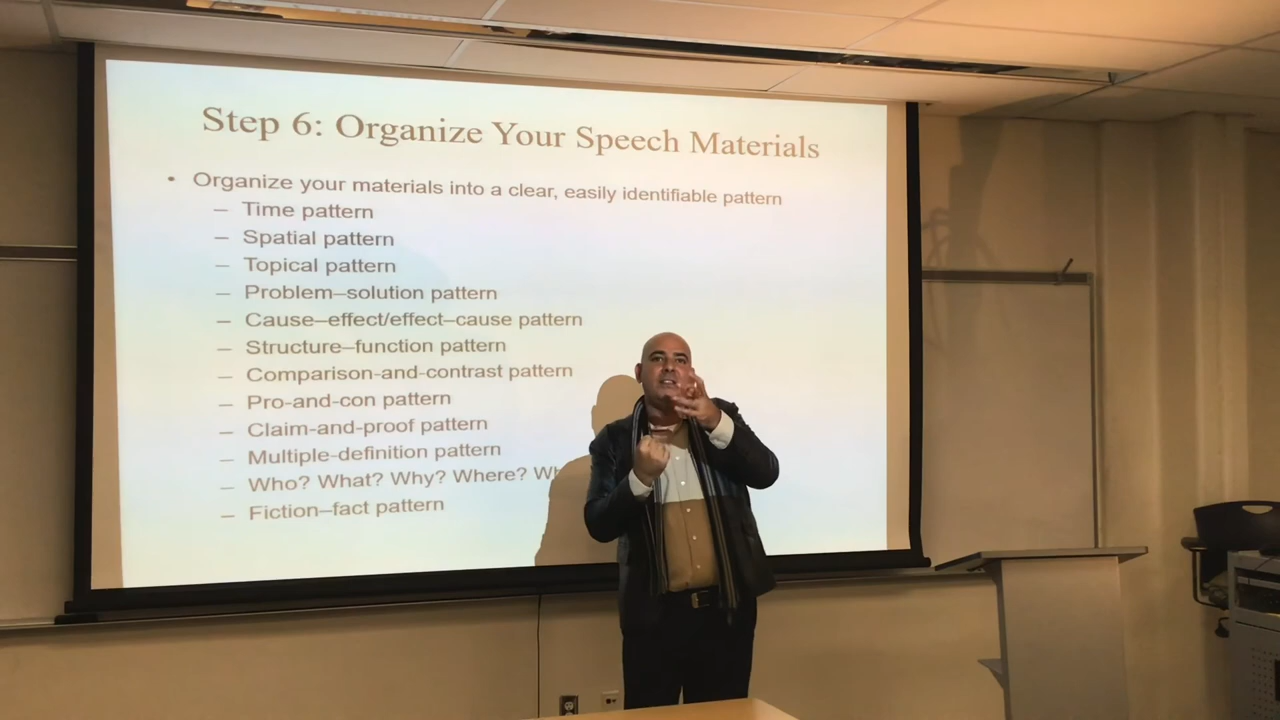 Step 6: Organize Your Speech Materials
• Organize your materials into a clear, easily identifiable pattern
– Time pattern
– Spatial pattern
– Topical pattern
– Problem–solution pattern
– Cause–effect/effect–cause pattern
– Structure–function pattern
– Comparison-and-contrast pattern
– Pro-and-con pattern
– Claim-and-proof pattern
– Multiple-definition pattern
– Who? What? Why? Where?
– Fiction–fact pattern